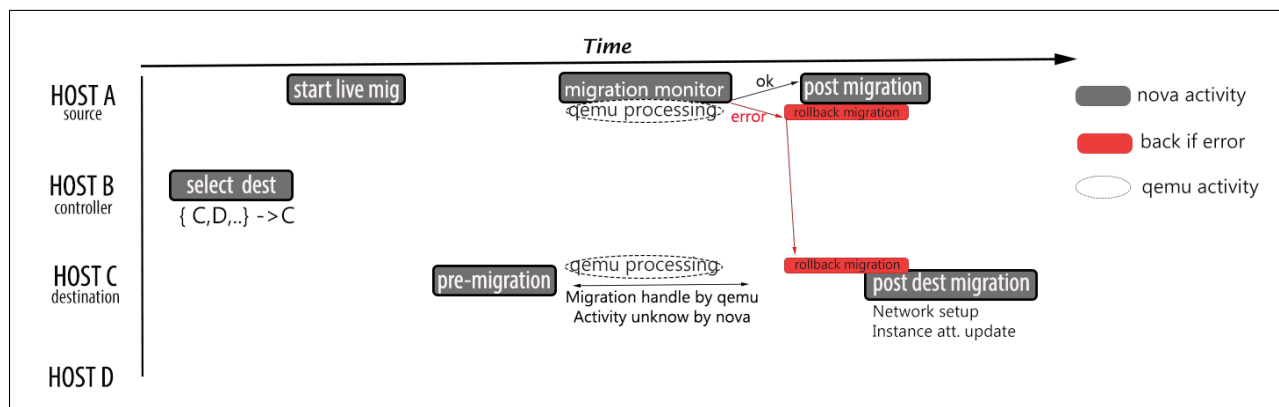 Time
HOST A
source
start live mig
migration monitor
qemu processing
ok
error
post migration
rollback migration
nova activity
back if error
qemu activity
HOST B
controller
select dest
{ C,D,..} ->C
HOST C
destination
pre-migration
qemu processing
Migration handle by qemu
Activity unknow by nova
rollback migration
post dest migration
Network setup
Instance att. update
HOST D